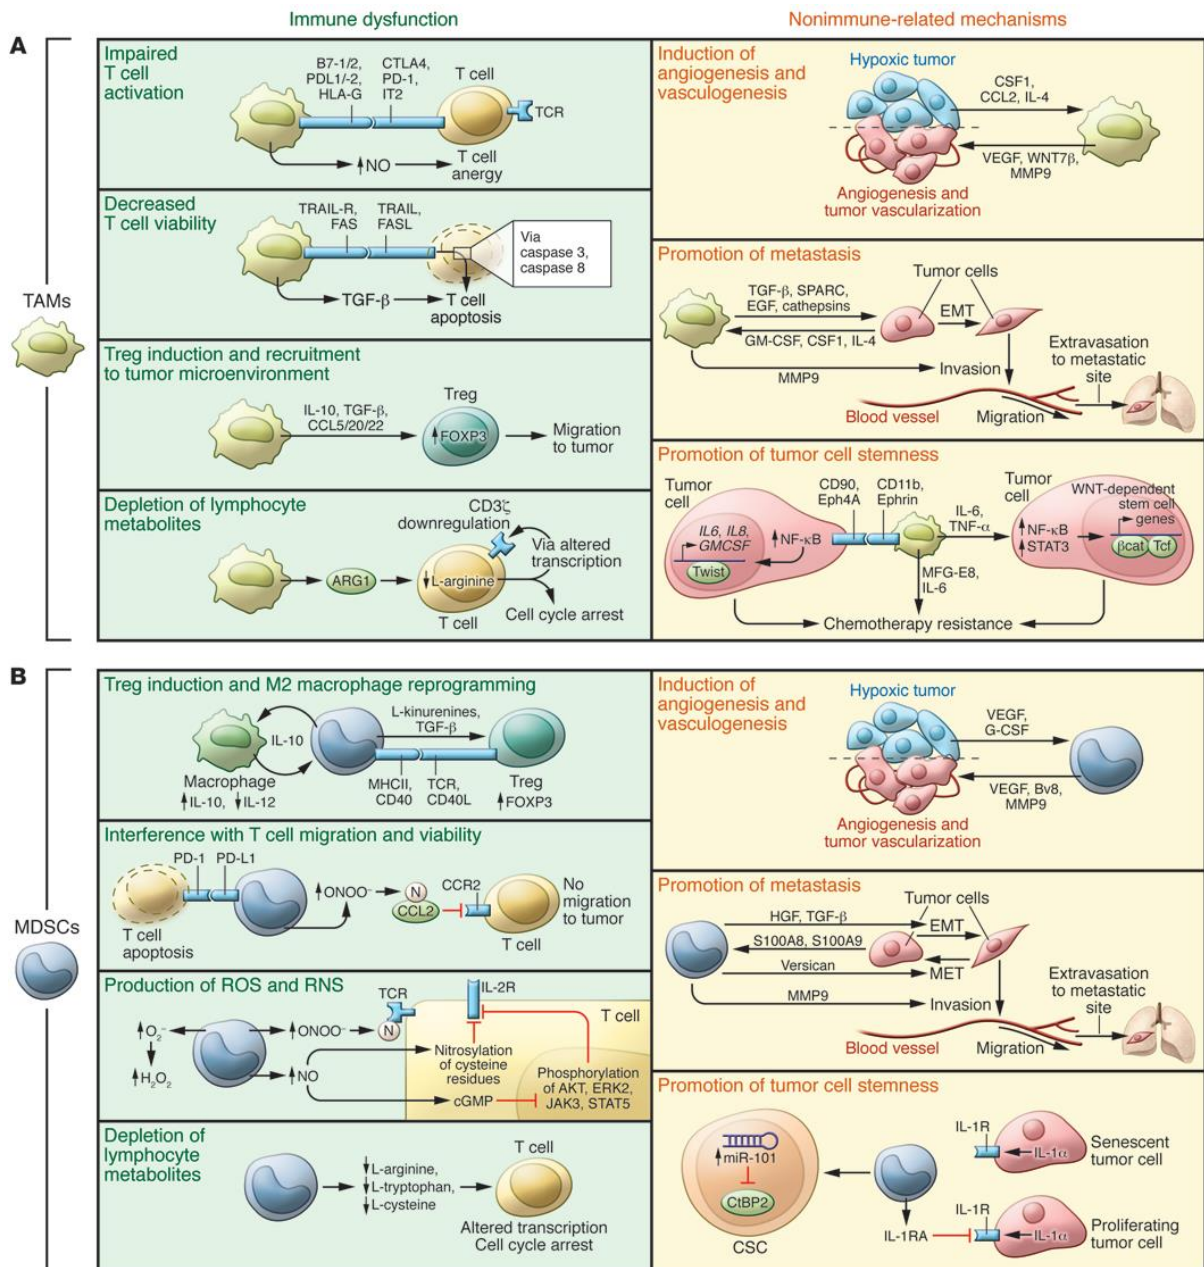 Immune dysfunction
Nonimmune-related mechanisms
A
TAMs
Impaired
T cell
activation
B7-1/2,
PDL1/-2,
HLA-G
CTLA4,
PD-1,
IT2
T cell
TCR
↑NO
T cell
anergy
Decreased
T cell viability
TRAIL-R,
FAS
TRAIL,
FASL
Via
caspase 3,
caspase 8
TGF-β
T cell
apoptosis
Treg induction and recruitment
to tumor microenvironment
IL-10, TGF-β,
CCL5/20/22
Treg
↑FOXP3
Migration
to tumor
Depletion of lymphocyte
metabolites
CD3ζ
downregulation
Via altered
transcription
ARG1
↓L-arginine
Cell cycle arrest
T cell
Induction of
angiogenesis and
vasculogenesis
Hypoxic tumor
CSF1,
CCL2, IL-4
VEGF, WNT7β,
MMP9
Angiogenesis and
tumor vascularization
Promotion of metastasis
TGF-β, SPARC,
EGF, cathepsins
Tumor cells
EMT
GM-CSF, CSF1, IL-4
MMP9
Invasion
Extravasation
to metastatic
site
Blood vessel
Migration
Promotion of tumor cell stemness
Tumor
cell
IL6, IL8,
GMCSF
↑NF-κB
Twist
CD90,
Eph4A
CD11b,
Ephrin
IL-6,
TNF-α
MFG-E8,
IL-6
Tumor
cell
↑NF-κB
↑STAT3
WNT-dependent
stem cell
genes
βcat
Tcf
Chemotherapy resistance
B
MDSCs
Treg induction and M2 macrophage reprogramming
IL-10
L-kinurenines,
TGF-β
Macrophage
↑IL-10, ↓IL-12
MHCII,
CD40
TCR,
CD40L
Treg
↑FOXP3
Interference with T cell migration and viability
PD-1
PD-L1
T cell
apoptosis
↑ONOO⁻
N
CCL2
CCR2
T cell
No
migration
to tumor
Production of ROS and RNS
↑O₂⁻
↑H₂O₂
↑ONOO⁻
↑NO
TCR
N
IL-2R
T cell
Nitrosylation
of cysteine
residues
cGMP
Phosphorylation
of AKT, ERK2,
JAK3, STAT5
Depletion of
lymphocyte
metabolites
↓L-arginine,
↓L-tryptophan,
↓L-cysteine
T cell
Altered transcription
Cell cycle arrest
Induction of
angiogenesis and
vasculogenesis
Hypoxic tumor
VEGF,
G-CSF
VEGF, Bv8,
MMP9
Angiogenesis and
tumor vascularization
Promotion of metastasis
HGF, TGF-β
Tumor cells
EMT
S100A8, S100A9
Versican
MET
MMP9
Invasion
Extravasation
to metastatic
site
Blood vessel
Migration
Promotion of tumor cell stemness
↑miR-101
CtBP2
CSC
IL-1R
IL-1α
Senescent
tumor cell
IL-1RA
IL-1R
IL-1α
Proliferating
tumor cell